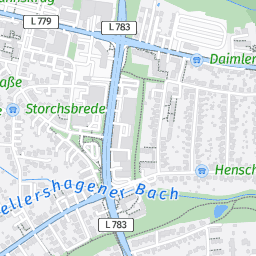 L 779
L 783
Daimler
Storchsbrede
aße
Hensch
ellershagener Bach
L 783